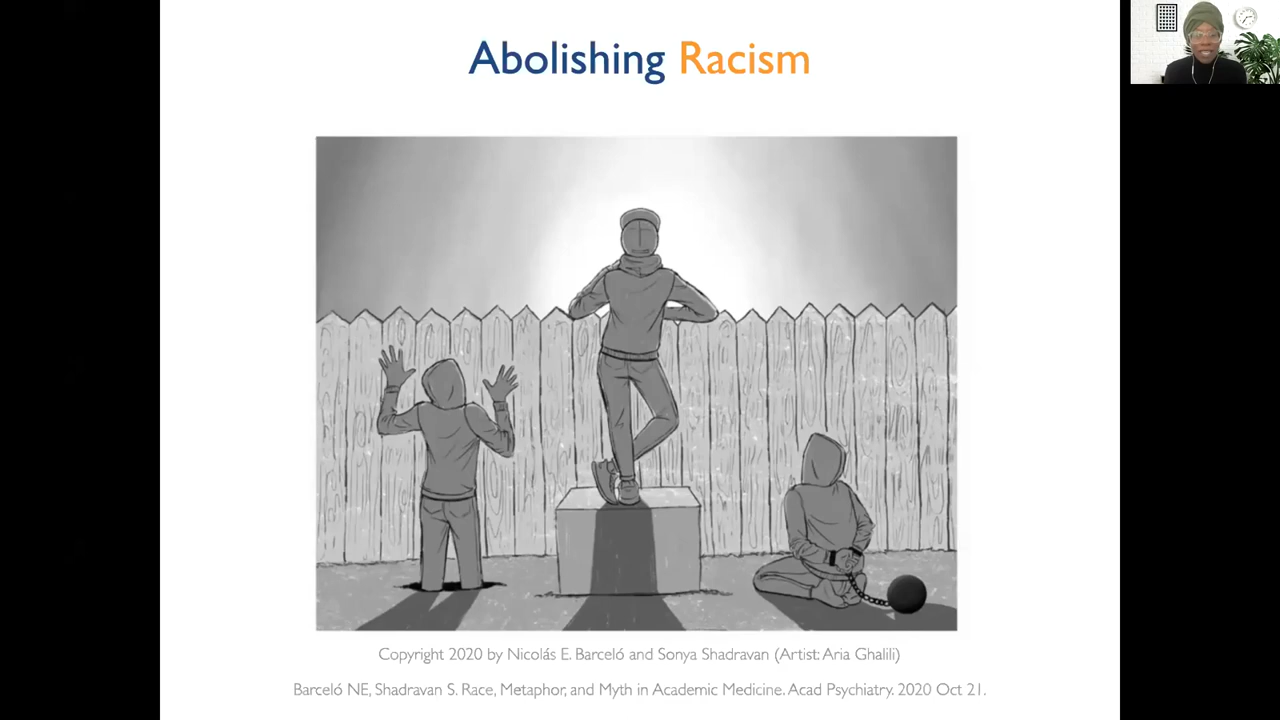 Abolishing Racism
Copyright 2020 by Nicolás E. Barceló and Sonya Shadravan (Artist: Aria Ghalili)
Barceló NE, Shadravan S. Race, Metaphor, and Myth in Academic Medicine. Acad Psychiatry. 2020 Oct 21.